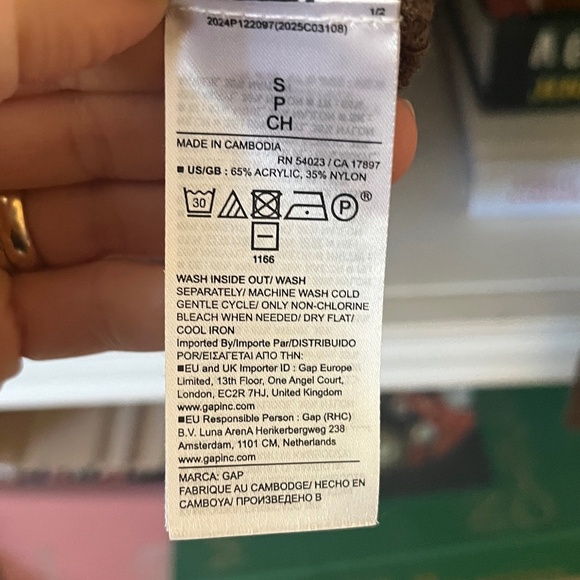 1/2
2024P122097(2025C03108)
S
P
CH
MADE IN CAMBODIA
RN 54023 / CA 17897
■ US/GB : 65% ACRYLIC, 35% NYLON
30
P ®
1166
WASH INSIDE OUT/ WASH
SEPARATELY/ MACHINE WASH COLD
GENTLE CYCLE/ ONLY NON-CHLORINE
BLEACH WHEN NEEDED/ DRY FLAT/
COOL IRON
Imported By/Importe Par/DISTRIBUIDO
POR/ΕΙΣΑΓΕΤΑΙ ΑΠΟ ΤΗΝ:
■EU and UK Importer ID : Gap Europe
Limited, 13th Floor, One Angel Court,
London, EC2R 7HJ, United Kingdom
www.gapinc.com
■EU Responsible Person : Gap (RHC)
B.V. Luna ArenA Herikerbergweg 238
Amsterdam, 1101 CM, Netherlands
www.gapinc.com
MARCA: GAP
FABRIQUE AU CAMBODGE/ HECHO EN
CAMBOYA/ ПРОИЗВЕДЕНО В